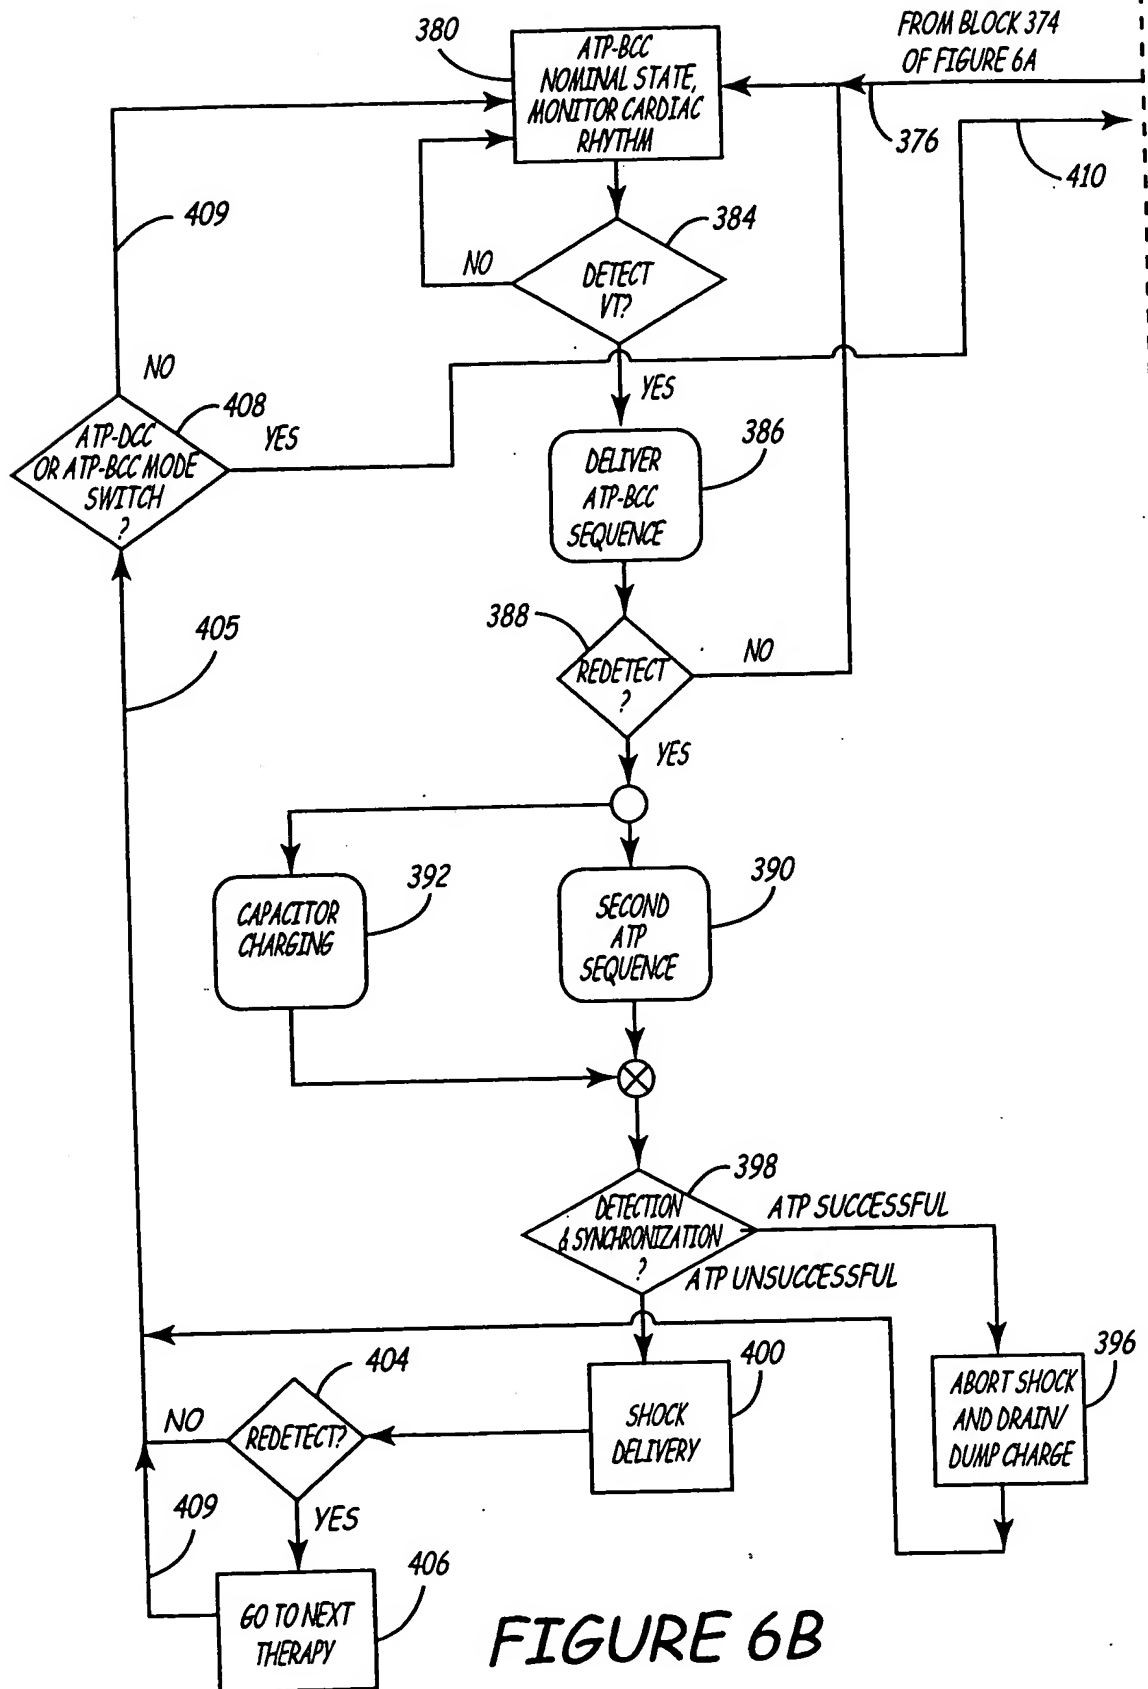 FROM BLOCK 374
OF FIGURE 6A
380
ATP-BCC
NOMINAL STATE,
MONITOR CARDIAC
RHYTHM
376
410
409
384
NO
DETECT
VT?
NO
YES
408
ATP-DCC
OR ATP-BCC MODE
SWITCH
?
YES
386
DELIVER
ATP-BCC
SEQUENCE
388
405
REDETECT
?
NO
YES
392
390
CAPACITOR
CHARGING
SECOND
ATP
SEQUENCE
398
DETECTION
& SYNCHRONIZATION
?
ATP SUCCESSFUL
ATP UNSUCCESSFUL
404
400
396
NO
REDETECT?
SHOCK
DELIVERY
ABORT SHOCK
AND DRAIN/
DUMP CHARGE
409
YES
406
GO TO NEXT
THERAPY
FIGURE 6B